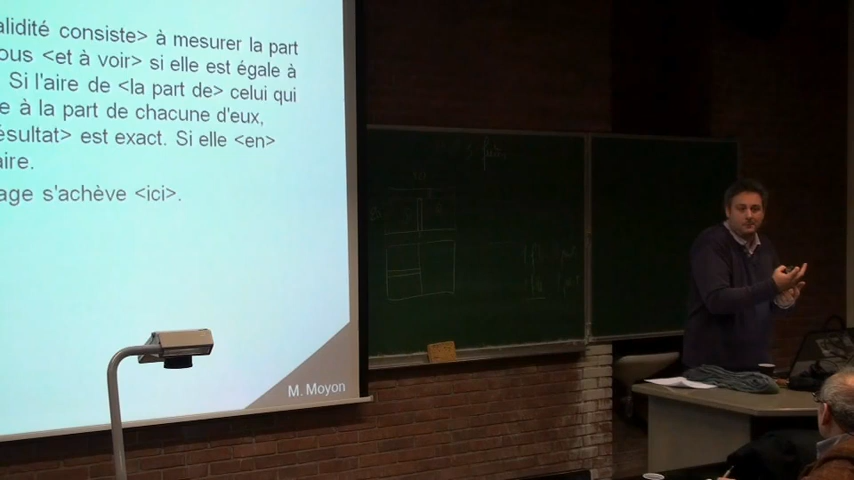 alidité consiste> à mesurer la part
ous <et à voir> si elle est égale à
Si l'aire de <la part de> celui qui
e à la part de chacune d'eux,
ésultat> est exact. Si elle <en>
aire.
age s'achève <ici>.
M. Moyon